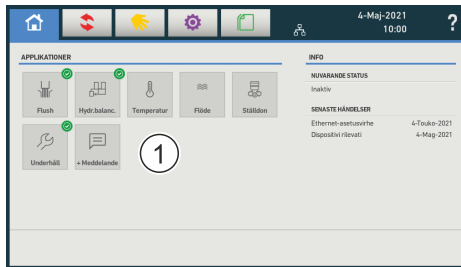 4-Maj-2021
10:00
?
APPLIKATIONER
Flush
Hydr.balanc.
Temperatur
Flöde
Ställdon
Underhåll
+ Meddelande
1
INFO
NUVARANDE STATUS
Inaktiv
SENASTE HÄNDELSER
Ethernet-asetusvirhe 4-Touko-2021
Dispositivi rilevati 4-Mag-2021